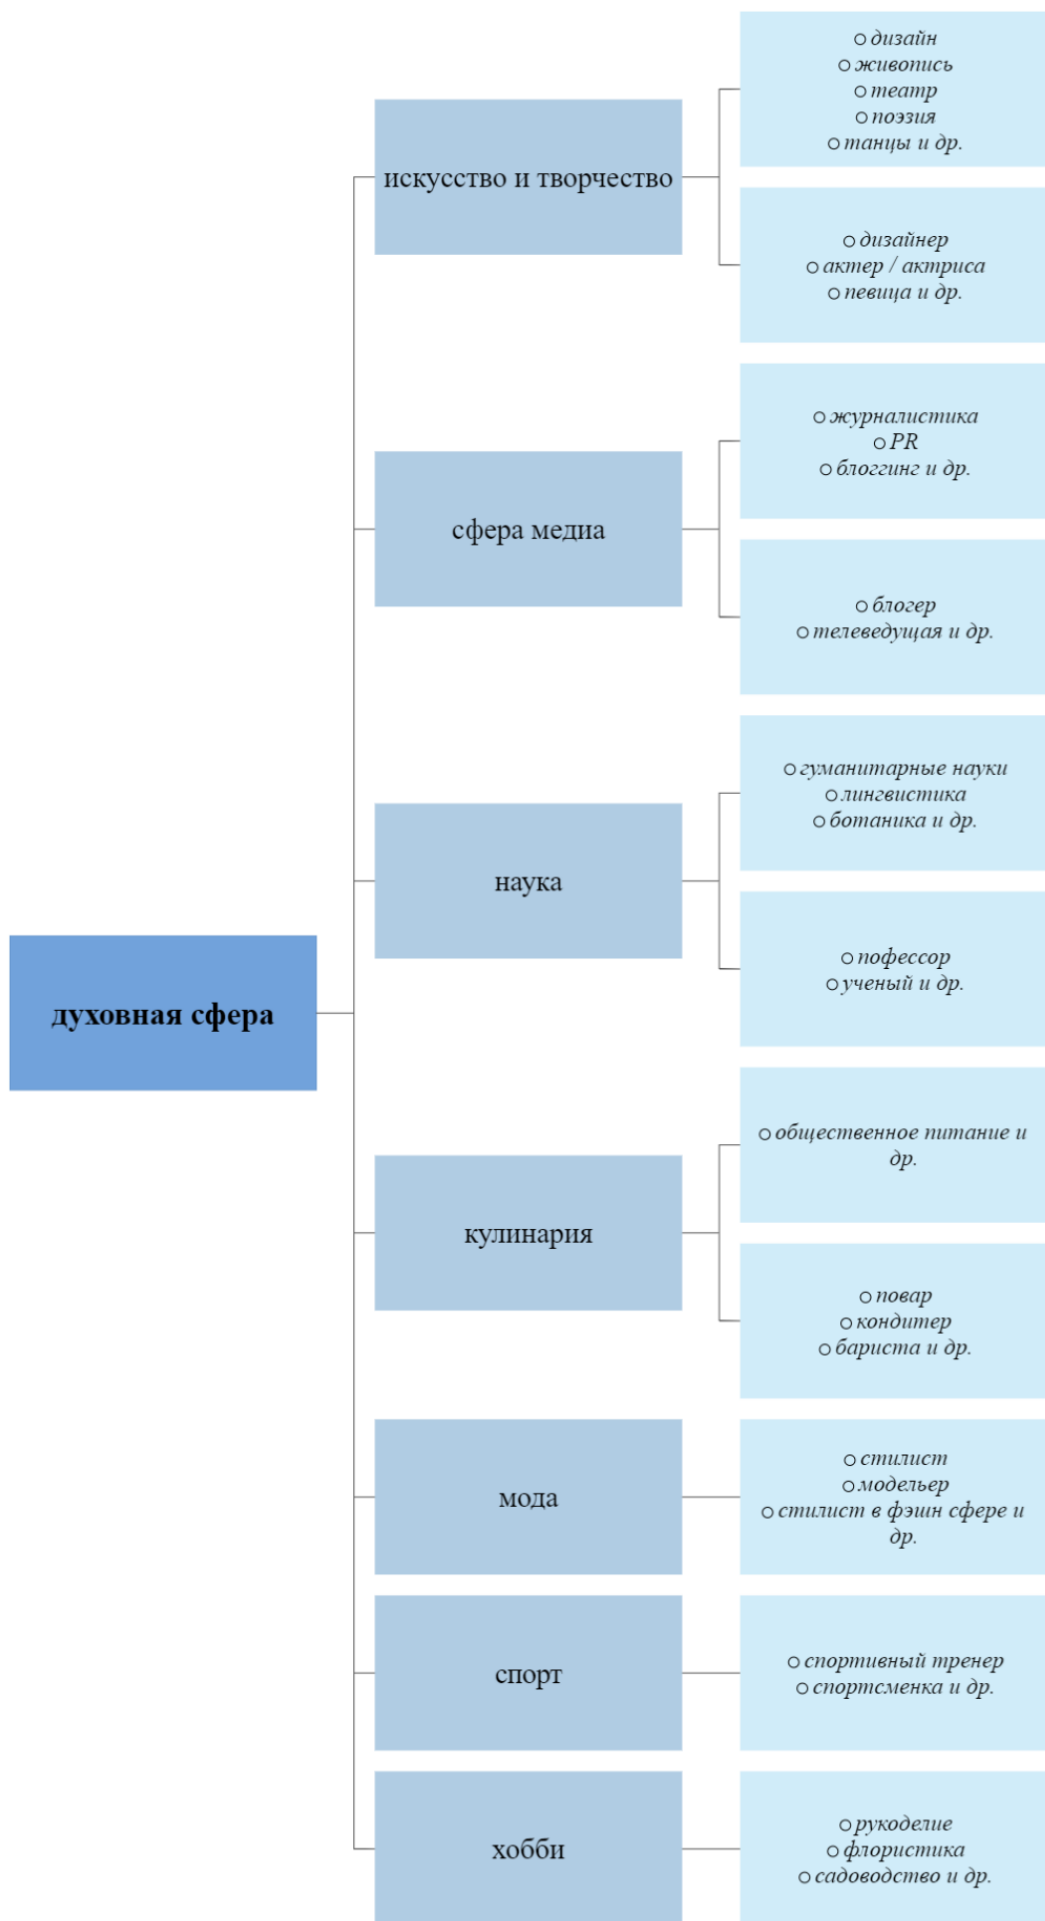 духовная сфера
искусство и творчество
○ дизайн
○ живопись
○ театр
○ поэзия
○ танцы и др.
○ дизайнер
○ актер / актриса
○ певица и др.
сфера медиа
○ журналистика
○ PR
○ блоггинг и др.
○ блогер
○ телеведущая и др.
наука
○ гуманитарные науки
○ лингвистика
○ ботаника и др.
○ пофессор
○ ученый и др.
кулинария
○ общественное питание и
др.
○ повар
○ кондитер
○ бариста и др.
мода
○ стилист
○ модельер
○ стилист в фэшн сфере и
др.
спорт
○ спортивный тренер
○ спортсменка и др.
хобби
○ рукоделие
○ флористика
○ садоводство и др.